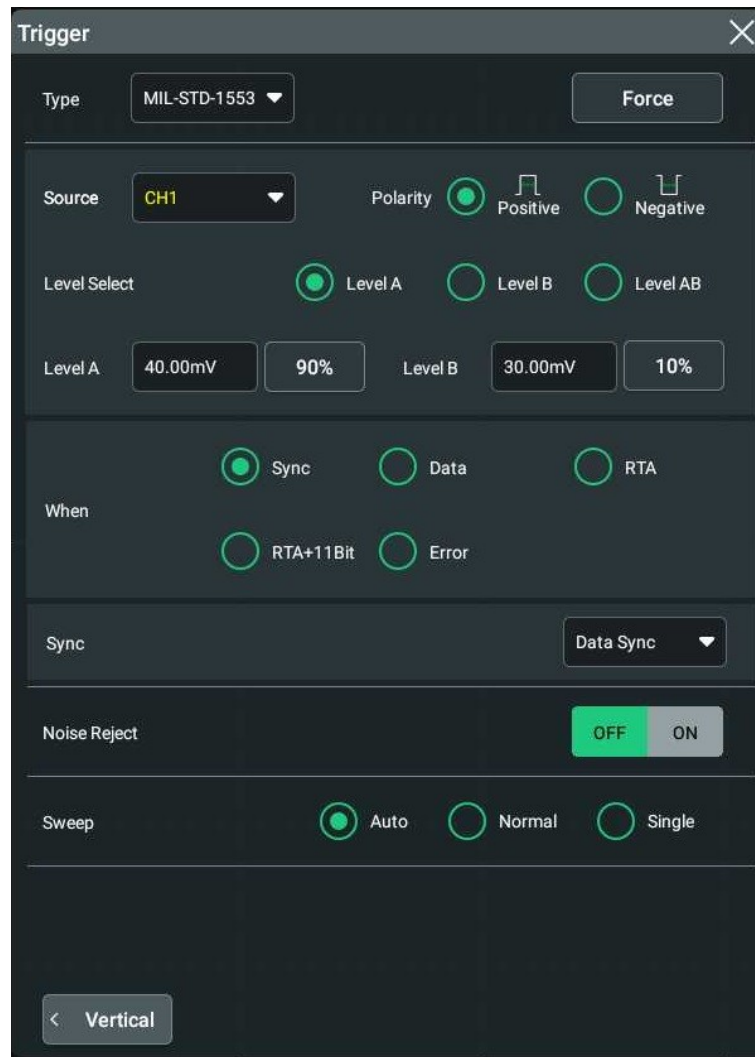 Trigger
Type MIL-STD-1553 Force
Source CH1 Polarity Positive Negative
Level Select Level A Level B Level AB
Level A 40.00mV 90% Level B 30.00mV 10%
When Sync Data RTA
RTA+11Bit Error
Sync Data Sync
Noise Reject OFF ON
Sweep Auto Normal Single
< Vertical